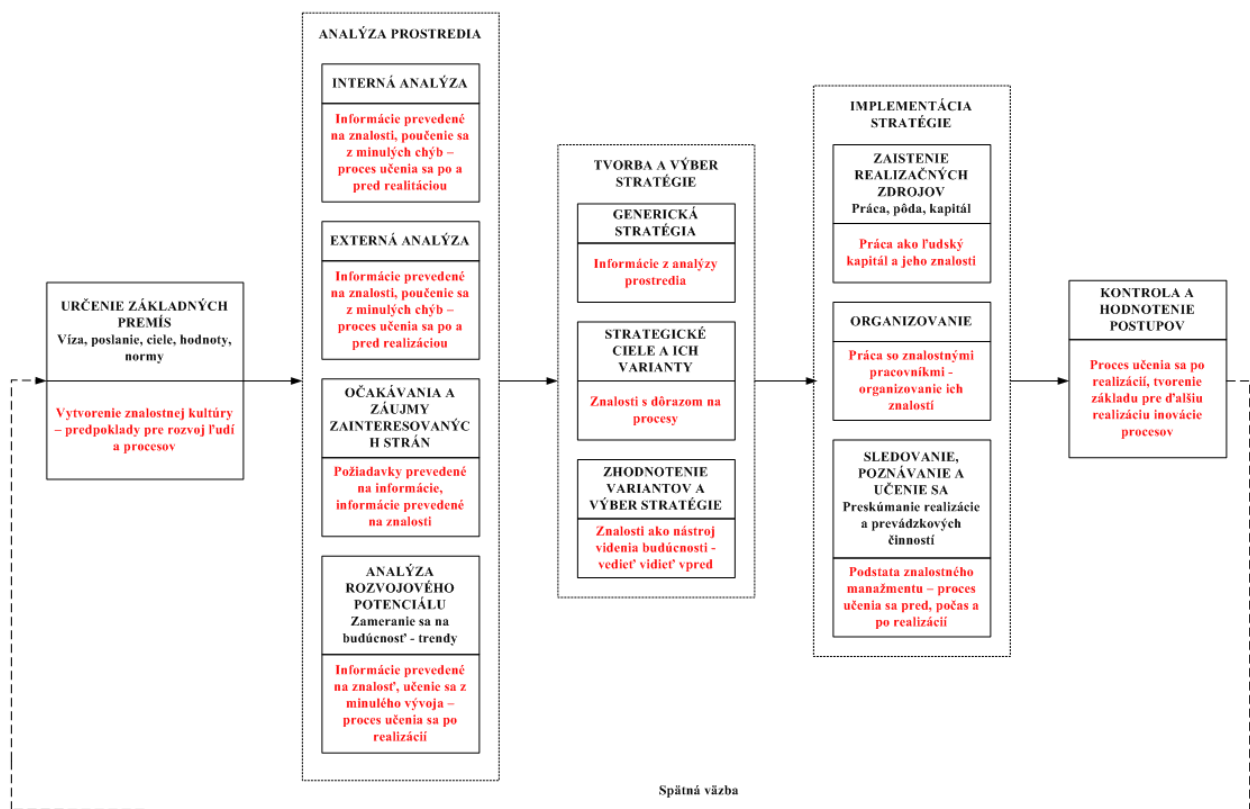 URČENIE ZÁKLADNÝCH
PREMÍS
Víza, poslanie, ciele, hodnoty,
normy
Vytvorenie znalostnej kultúry
– predpoklady pre rozvoj ľudí
a procesov
ANALÝZA PROSTREDIA
INTERNÁ ANALÝZA
Informácie prevedené
na znalosti, poučenie sa
z minulých chýb –
proces učenia sa po a
pred realitáciou
EXTERNÁ ANALÝZA
Informácie prevedené
na znalosti, poučenie sa
z minulých chýb –
proces učenia sa po a
pred realizáciou
OČAKÁVANIA A
ZÁUJMY
ZAINTERESOVANÝC
H STRÁN
Požiadavky prevedené
na informácie,
informácie prevedené
na znalosti
ANALÝZA
ROZVOJOVÉHO
POTENCIÁLU
Zameranie sa na
budúcnosť - trendy
Informácie prevedené
na znalosť, učenie sa z
minulého vývoja –
proces učenia sa po
realizácií
TVORBA A VÝBER
STRATÉGIE
GENERICKÁ
STRATÉGIA
Informácie z analýzy
prostredia
STRATEGICKÉ
CIELE A ICH
VARIANTY
Znalosti s dôrazom na
procesy
ZHODNOTENIE
VARIANTOV A
VÝBER STRATÉGIE
Znalosti ako nástroj
videnia budúcnosti -
vedieť vidieť vpred
IMPLEMENTÁCIA
STRATÉGIE
ZAISTENIE
REALIZAČNÝCH
ZDROJOV
Práca, pôda, kapitál
Práca ako ľudský
kapitál a jeho znalosti
ORGANIZOVANIE
Práca so znalostnými
pracovníkmi -
organizovanie ich
znalostí
SLEDOVANIE,
POZNÁVANIE A
UČENIE SA
Preskúmanie realizácie
a prevádzkových
činností
Podstata znalostného
manažmentu – proces
učenia sa pred, počas a
po realizácií
KONTROLA A
HODNOTENIE
POSTUPOV
Proces učenia sa po
realizácií, tvorenie
základu pre ďalšiu
realizáciu inovácie
procesov
Spätná väzba